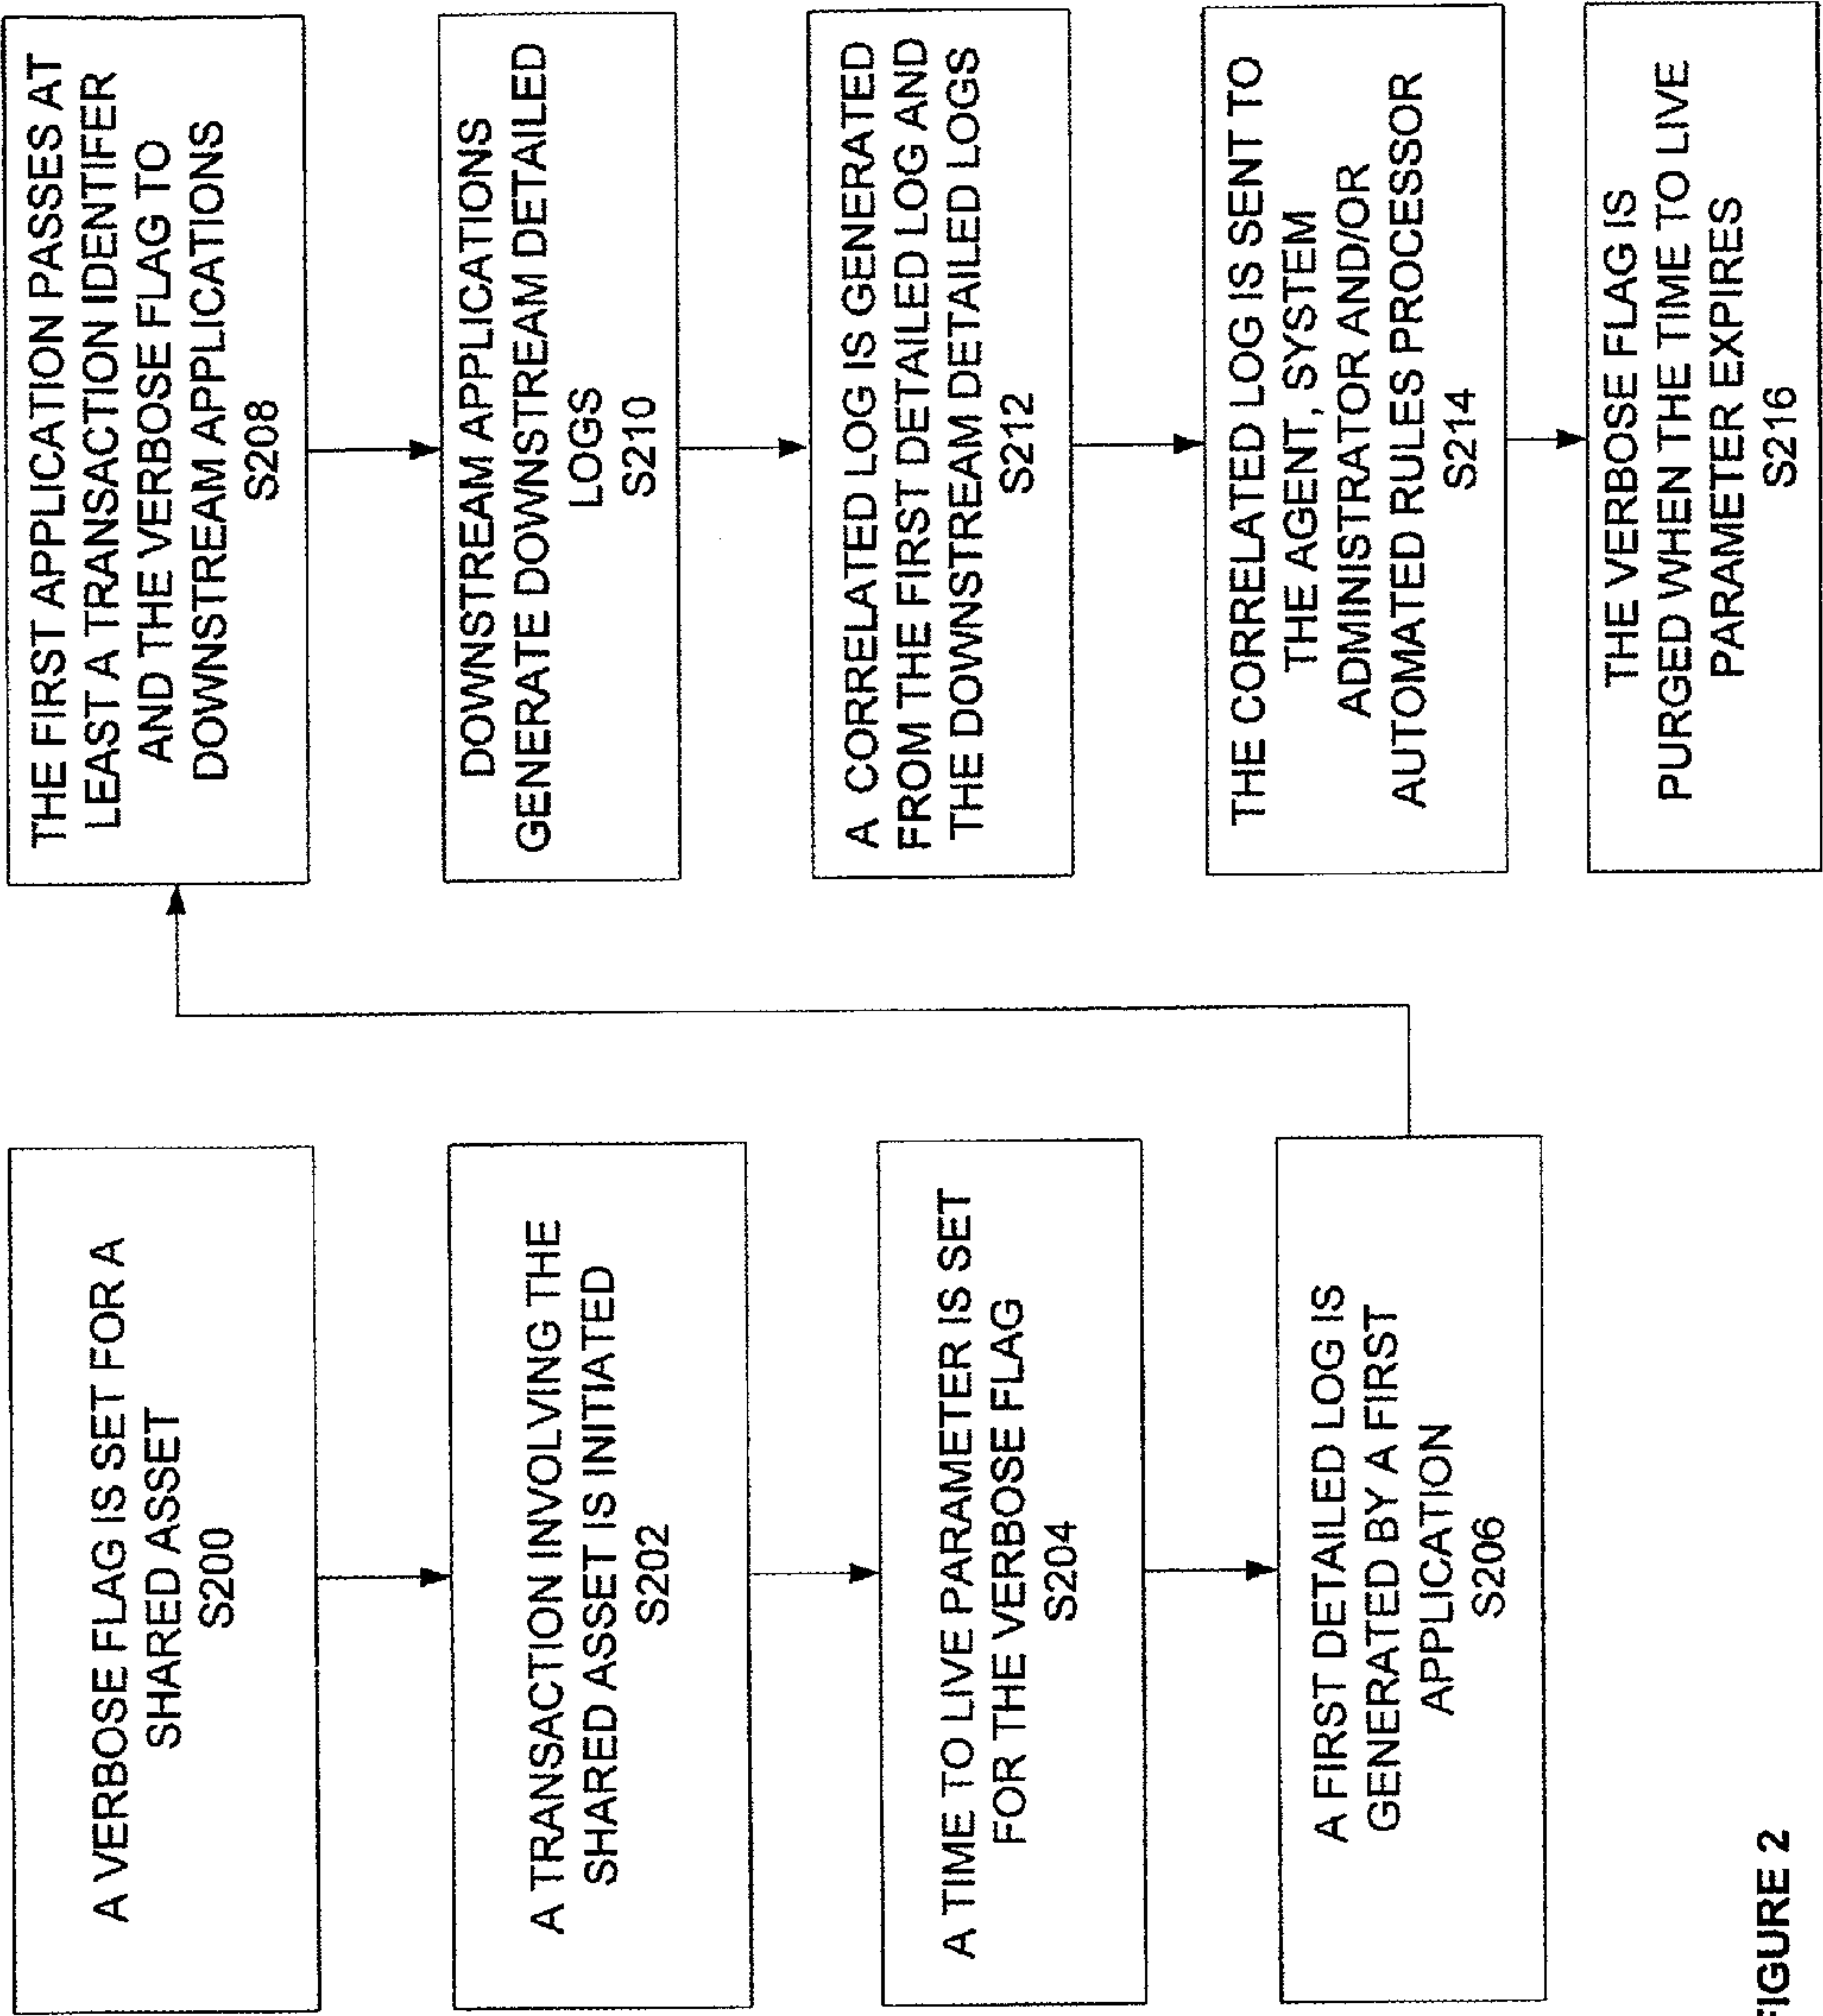 A VERBOSE FLAG IS SET FOR A
SHARED ASSET
S200
A TRANSACTION INVOLVING THE
SHARED ASSET IS INITIATED
S202
A TIME TO LIVE PARAMETER IS SET
FOR THE VERBOSE FLAG
S204
A FIRST DETAILED LOG IS
GENERATED BY A FIRST
APPLICATION
S206
THE FIRST APPLICATION PASSES AT
LEAST A TRANSACTION IDENTIFER
AND THE VERBOSE FLAG TO
DOWNSTREAM APPLICATIONS
S208
DOWNSTREAM APPLICATIONS
GENERATE DOWNSTREAM DETAILED
LOGS
S210
A CORRELATED LOG IS GENERATED
FROM THE FIRST DETAILED LOG AND
THE DOWNSTREAM DETAILED LOGS
S212
THE CORRELATED LOG IS SENT TO
THE AGENT, SYSTEM
ADMINISTRATOR AND/OR
AUTOMATED RULES PROCESSOR
S214
THE VERBOSE FLAG IS
PURGED WHEN THE TIME TO LIVE
PARAMETER EXPIRES
S216
FIGURE 2